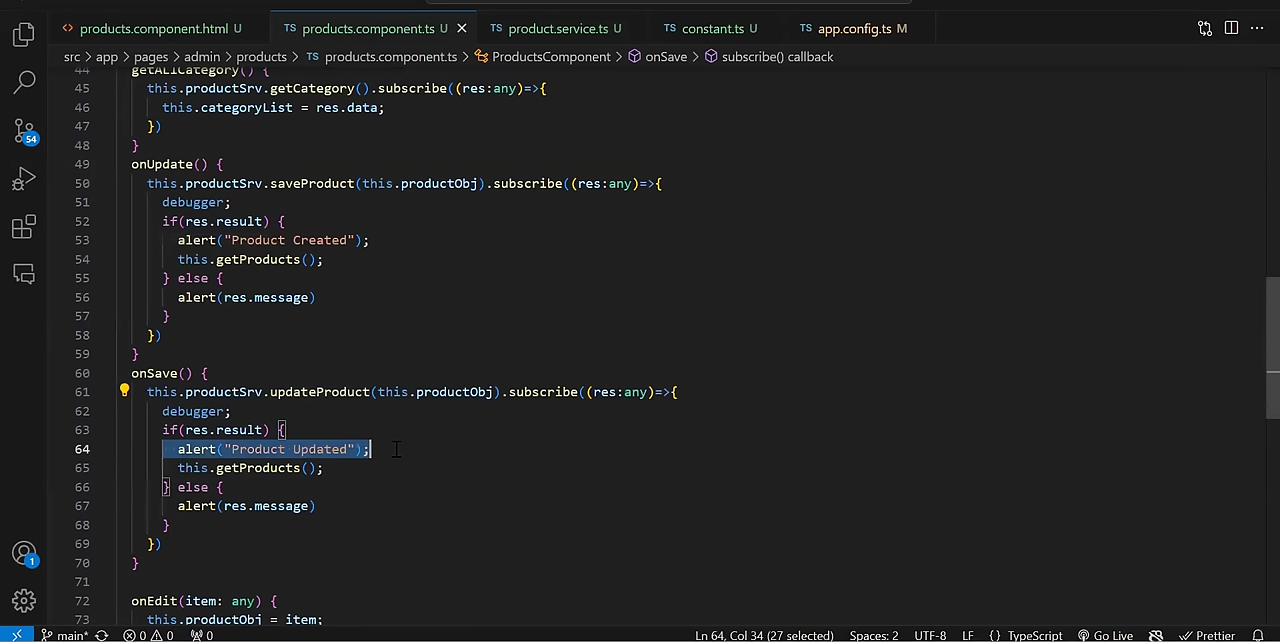 products.component.html U
TS products.component.ts U
TS product.service.ts U
TS constant.ts U
TS app.config.ts M
src > app > pages > admin > products > TS products.component.ts > ProductsComponent > onSave > subscribe() callback
44 getALlCategory() {
45 this.productSrv.getCategory().subscribe((res:any)=>{
46 this.categoryList = res.data;
47 })
48 }
49 onUpdate() {
50 this.productSrv.saveProduct(this.productObj).subscribe((res:any)=>{
51 debugger;
52 if(res.result) {
53 alert("Product Created");
54 this.getProducts();
55 } else {
56 alert(res.message)
57 }
58 })
59 }
60 onSave() {
61 this.productSrv.updateProduct(this.productObj).subscribe((res:any)=>{
62 debugger;
63 if(res.result) {
64 alert("Product Updated");
65 this.getProducts();
66 } else {
67 alert(res.message)
68 }
69 })
70 }
71
72 onEdit(item: any) {
73 this.productObj = item;
54
1
main* 0 0 0 Ln 64, Col 34 (27 selected) Spaces: 2 UTF-8 LF {} TypeScript Go Live Prettier